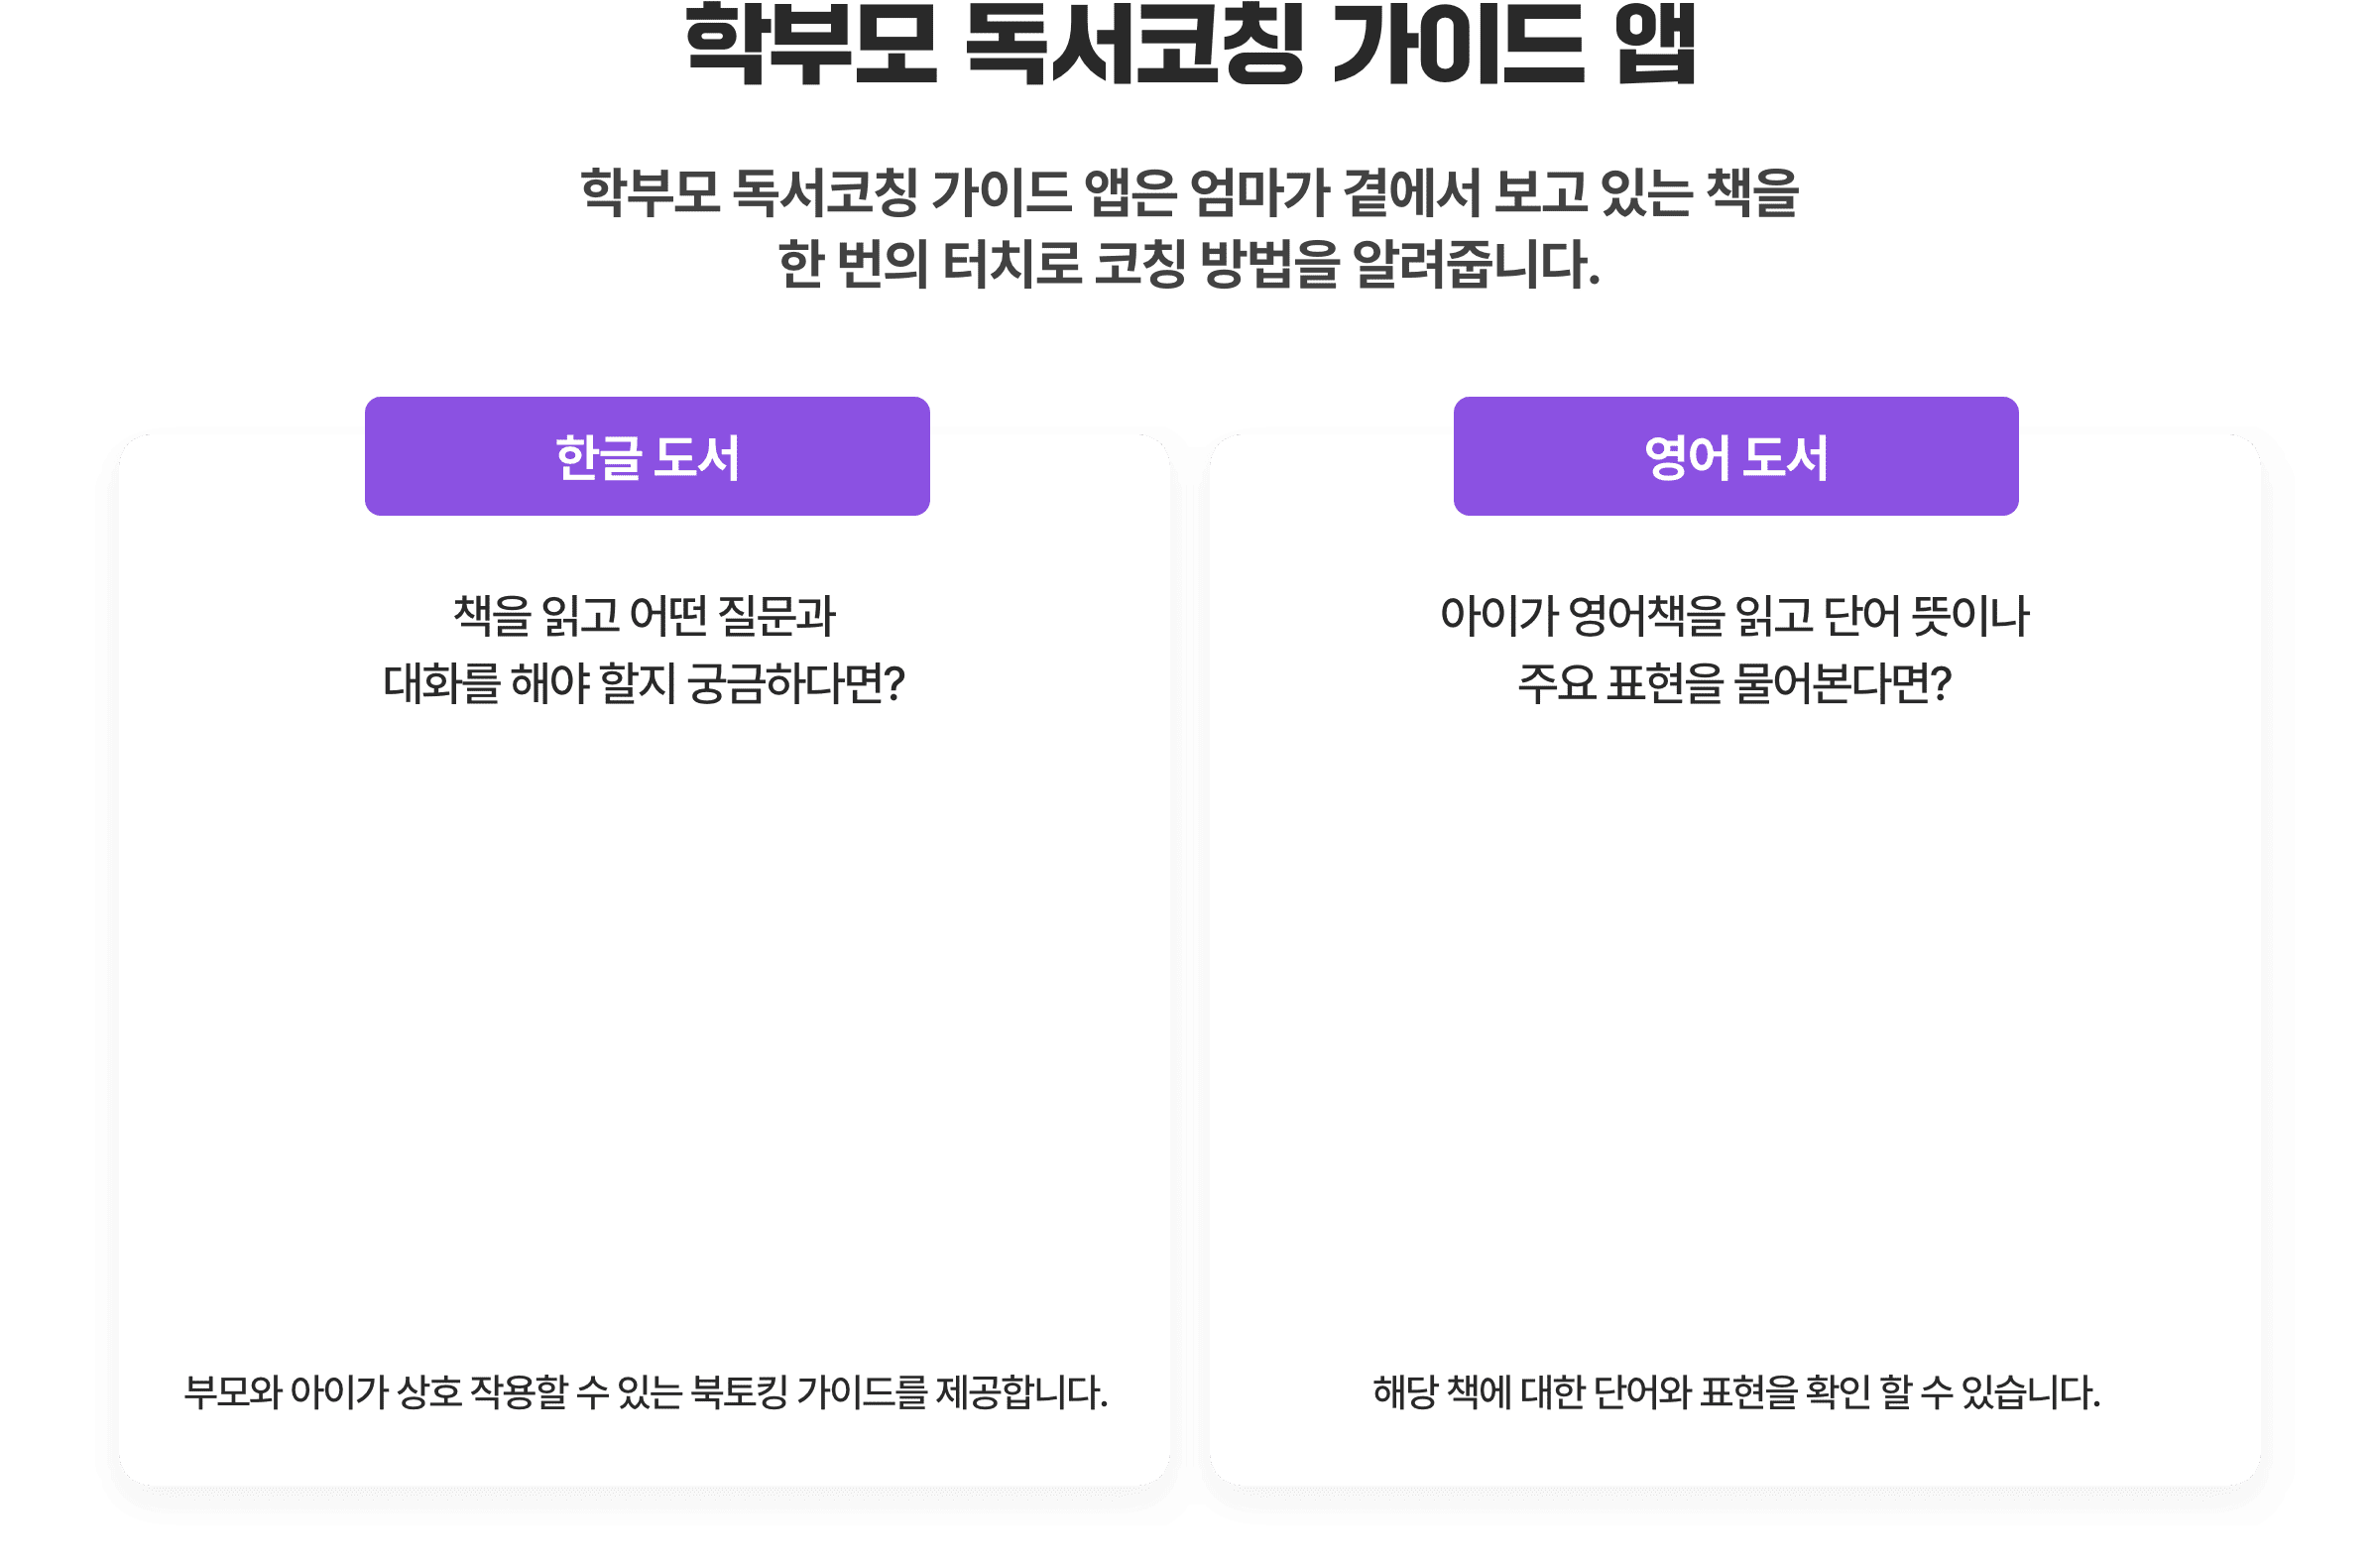 학부모 독서코칭 가이드 앱
학부모 독서코칭 가이드 앱은 엄마가 곁에서 보고 있는 책을
한 번의 터치로 코칭 방법을 알려줍니다.
한글 도서
책을 읽고 어떤 질문과
대화를 해야 할지 궁금하다면?
부모와 아이가 상호 작용할 수 있는 북토킹 가이드를 제공합니다.
영어 도서
아이가 영어책을 읽고 단어 뜻이나
주요 표현을 물어본다면?
해당 책에 대한 단어와 표현을 확인 할 수 있습니다.